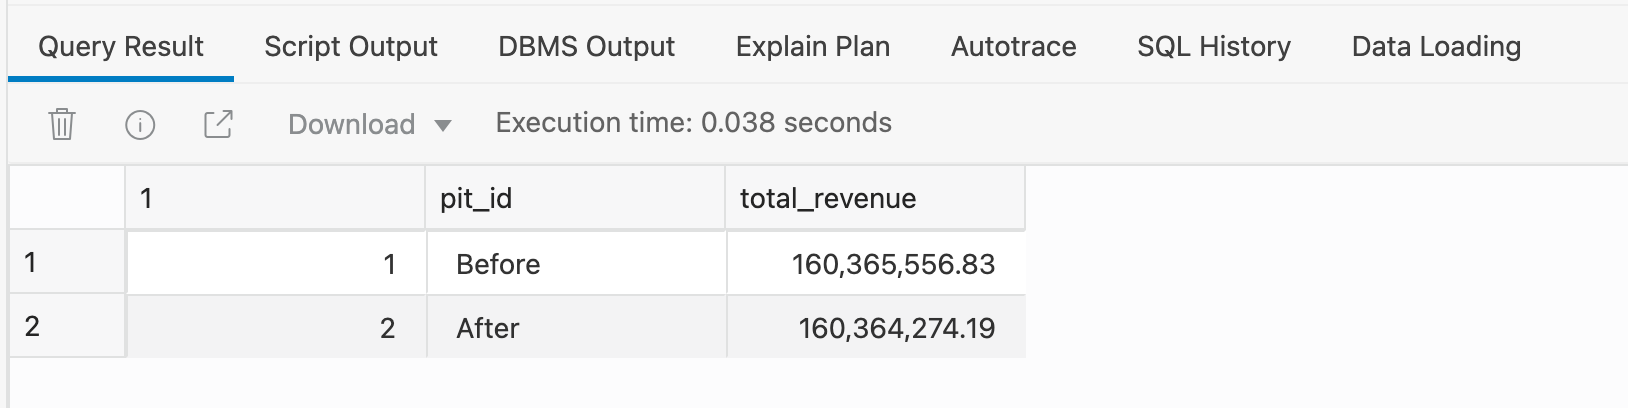 Query Result Script Output DBMS Output Explain Plan Autotrace SQL History Data Loading
Download Execution time: 0.038 seconds
1 pit_id total_revenue
1 1 Before 160,365,556.83
2 2 After 160,364,274.19